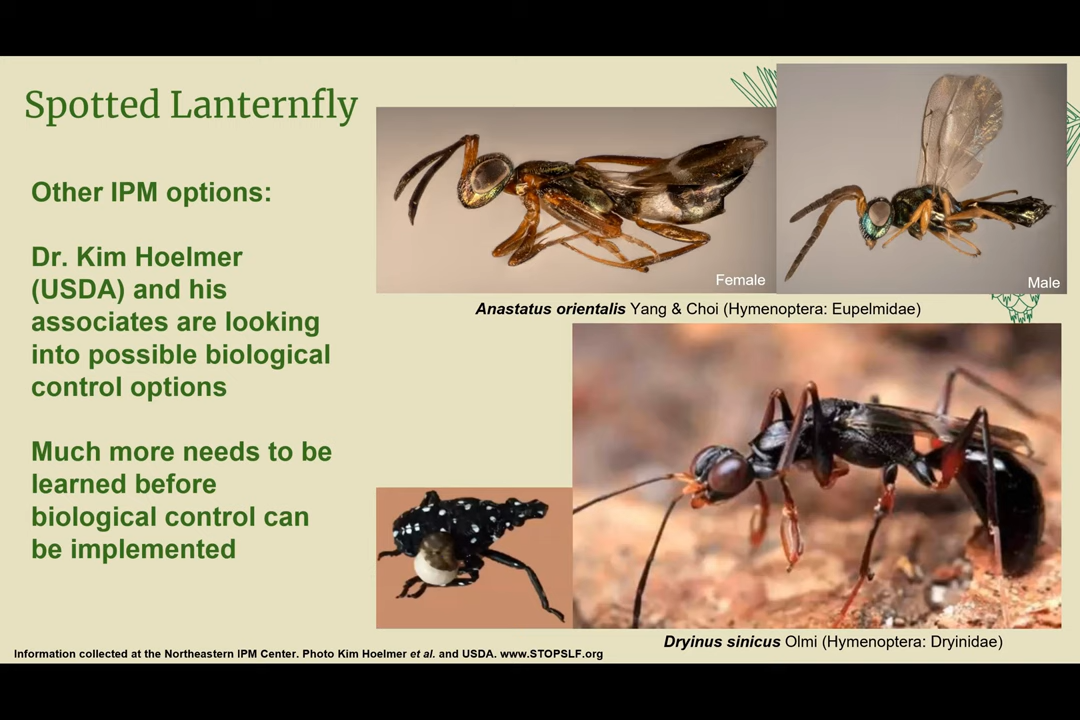 Spotted Lanternfly
Other IPM options:
Dr. Kim Hoelmer
(USDA) and his
associates are looking
into possible biological
control options
Much more needs to be
learned before
biological control can
be implemented
Female
Male
Anastatus orientalis Yang & Choi (Hymenoptera: Eupelmidae)
Dryinus sinicus Olmi (Hymenoptera: Dryinidae)
Information collected at the Northeastern IPM Center. Photo Kim Hoelmer et al. and USDA. www.STOPSLF.org